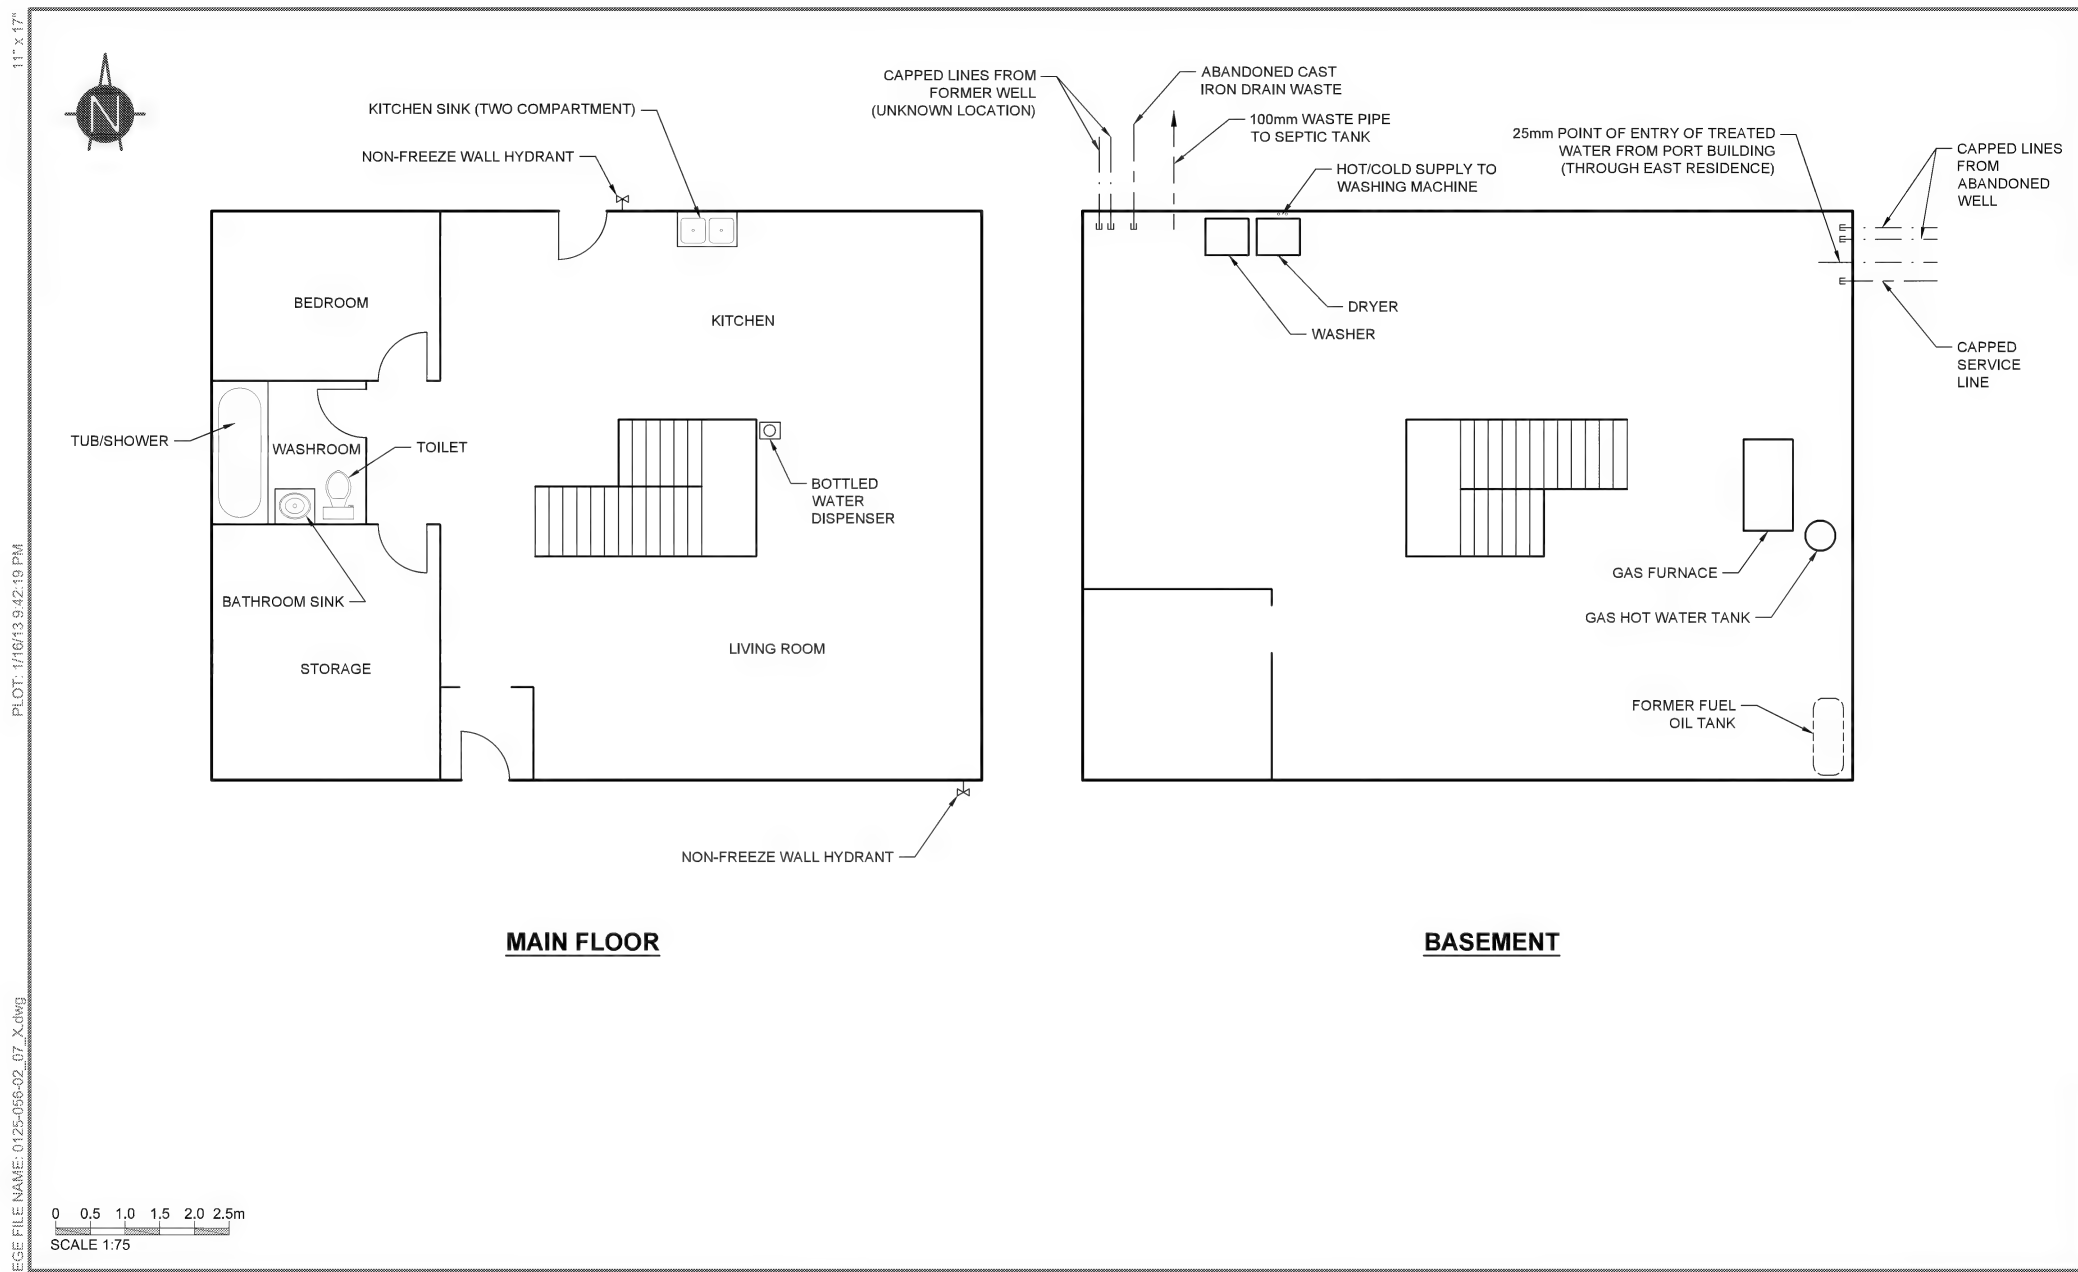 11" x 17"
PLOT: 1/16/13 9:42:19 PM
EGE FILE NAME: 0125-056-02_07_X.dwg
N
KITCHEN SINK (TWO COMPARTMENT)
NON-FREEZE WALL HYDRANT
BEDROOM
KITCHEN
TUB/SHOWER
WASHROOM
TOILET
BOTTLED
WATER
DISPENSER
BATHROOM SINK
STORAGE
LIVING ROOM
NON-FREEZE WALL HYDRANT
MAIN FLOOR
CAPPED LINES FROM
FORMER WELL
(UNKNOWN LOCATION)
ABANDONED CAST
IRON DRAIN WASTE
100mm WASTE PIPE
TO SEPTIC TANK
HOT/COLD SUPPLY TO
WASHING MACHINE
25mm POINT OF ENTRY OF TREATED
WATER FROM PORT BUILDING
(THROUGH EAST RESIDENCE)
CAPPED LINES
FROM
ABANDONED
WELL
DRYER
WASHER
CAPPED
SERVICE
LINE
GAS FURNACE
GAS HOT WATER TANK
FORMER FUEL
OIL TANK
BASEMENT
0 0.5 1.0 1.5 2.0 2.5m
SCALE 1:75